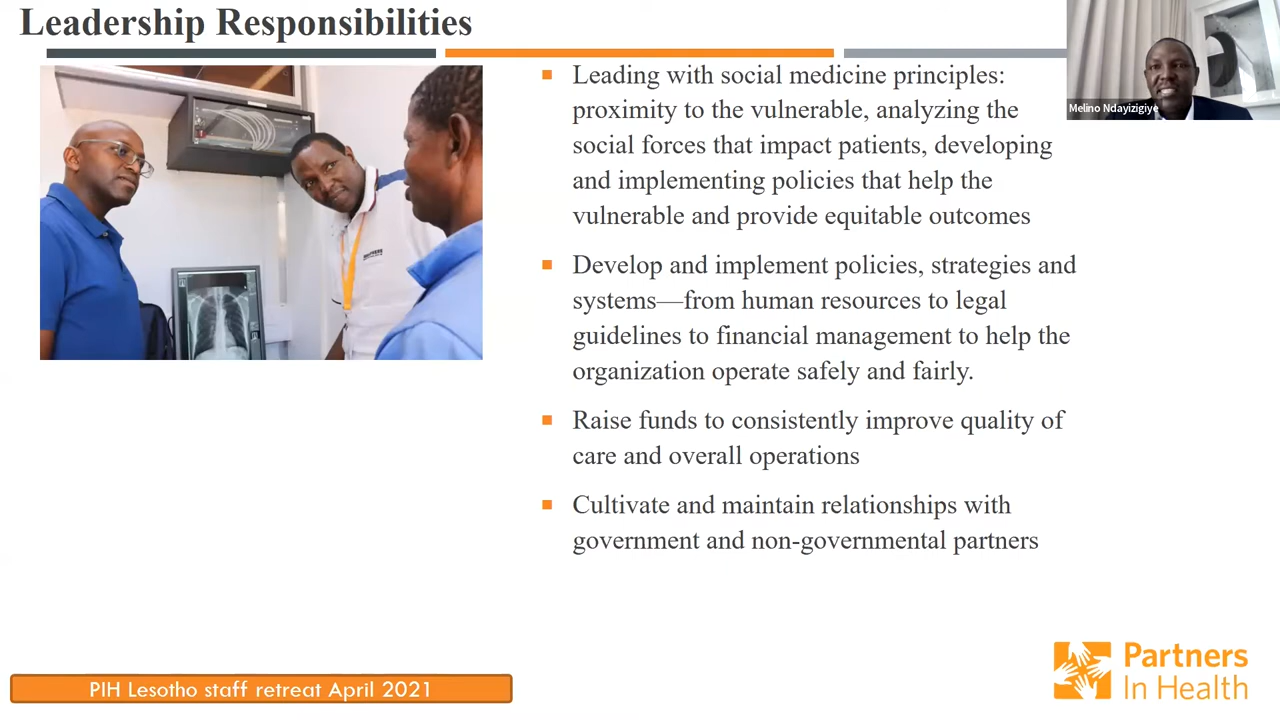 Leadership Responsibilities
Melino Ndayizigiye
Leading with social medicine principles:
proximity to the vulnerable, analyzing the
social forces that impact patients, developing
and implementing policies that help the
vulnerable and provide equitable outcomes
Develop and implement policies, strategies and
systems—from human resources to legal
guidelines to financial management to help the
organization operate safely and fairly.
Raise funds to consistently improve quality of
care and overall operations
Cultivate and maintain relationships with
government and non-governmental partners
PIH Lesotho staff retreat April 2021
Partners
In Health